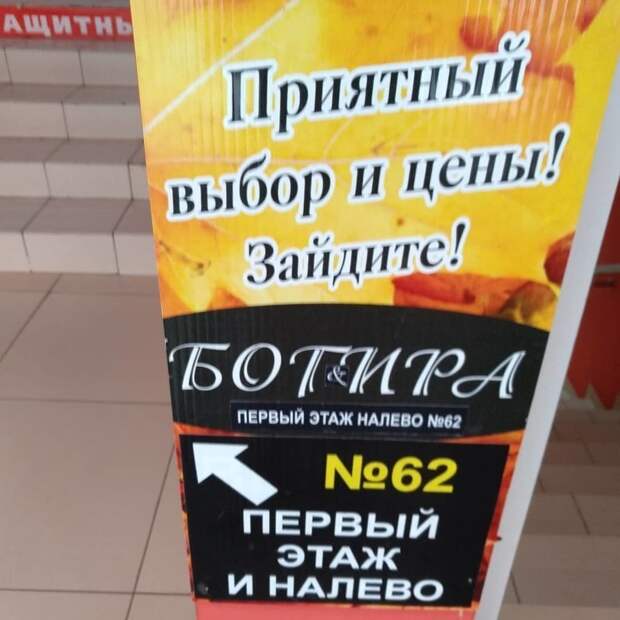 АЩИТНЫ
Приятный
выбор и цены!
Зайдите!
БОТ&ИРА
ПЕРВЫЙ ЭТАЖ НАЛЕВО №62
№62
ПЕРВЫЙ
ЭТАЖ
И НАЛЕВО